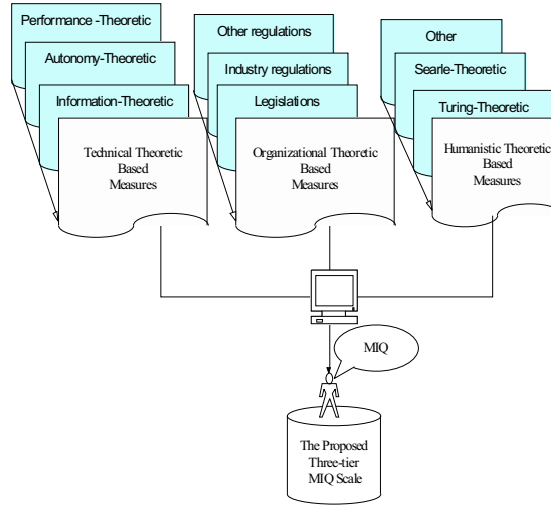 Performance -Theoretic
Autonomy-Theoretic
Information-Theoretic
Technical Theoretic
Based
Measures
Other regulations
Industry regulations
Legislations
Organizational Theoretic
Based
Measures
Other
Searle-Theoretic
Turing-Theoretic
Humanistic Theoretic
Based
Measures
MIQ
The Proposed
Three-tier
MIQ Scale